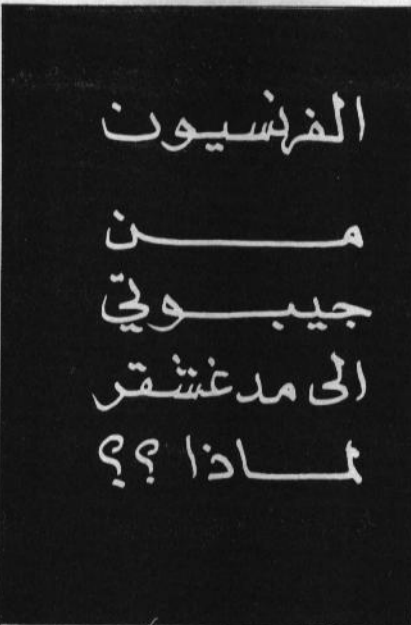 الفرنسيون
من
جيبوتي
الى مدغشقر
لماذا ؟؟